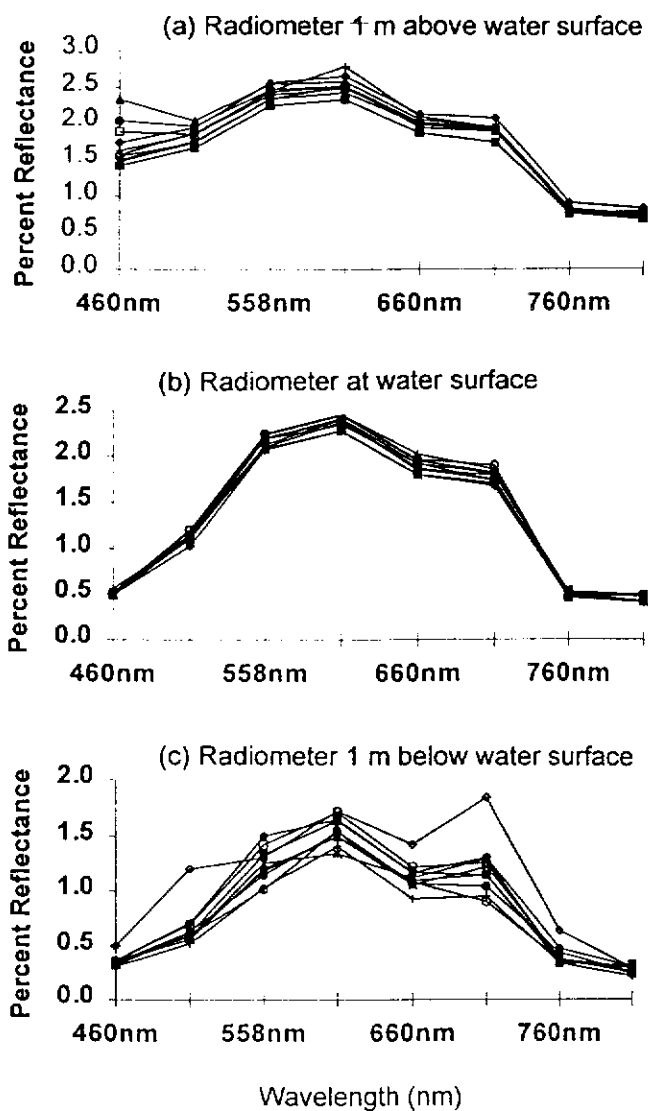 (a) Radiometer 1 m above water surface
Percent Reflectance
3.0
2.5
2.0
1.5
1.0
0.5
0.0
460nm 558nm 660nm 760nm
(b) Radiometer at water surface
Percent Reflectance
2.5
2.0
1.5
1.0
0.5
0.0
460nm 558nm 660nm 760nm
(c) Radiometer 1 m below water surface
Percent Reflectance
2.0
1.5
1.0
0.5
0.0
460nm 558nm 660nm 760nm
Wavelength (nm)